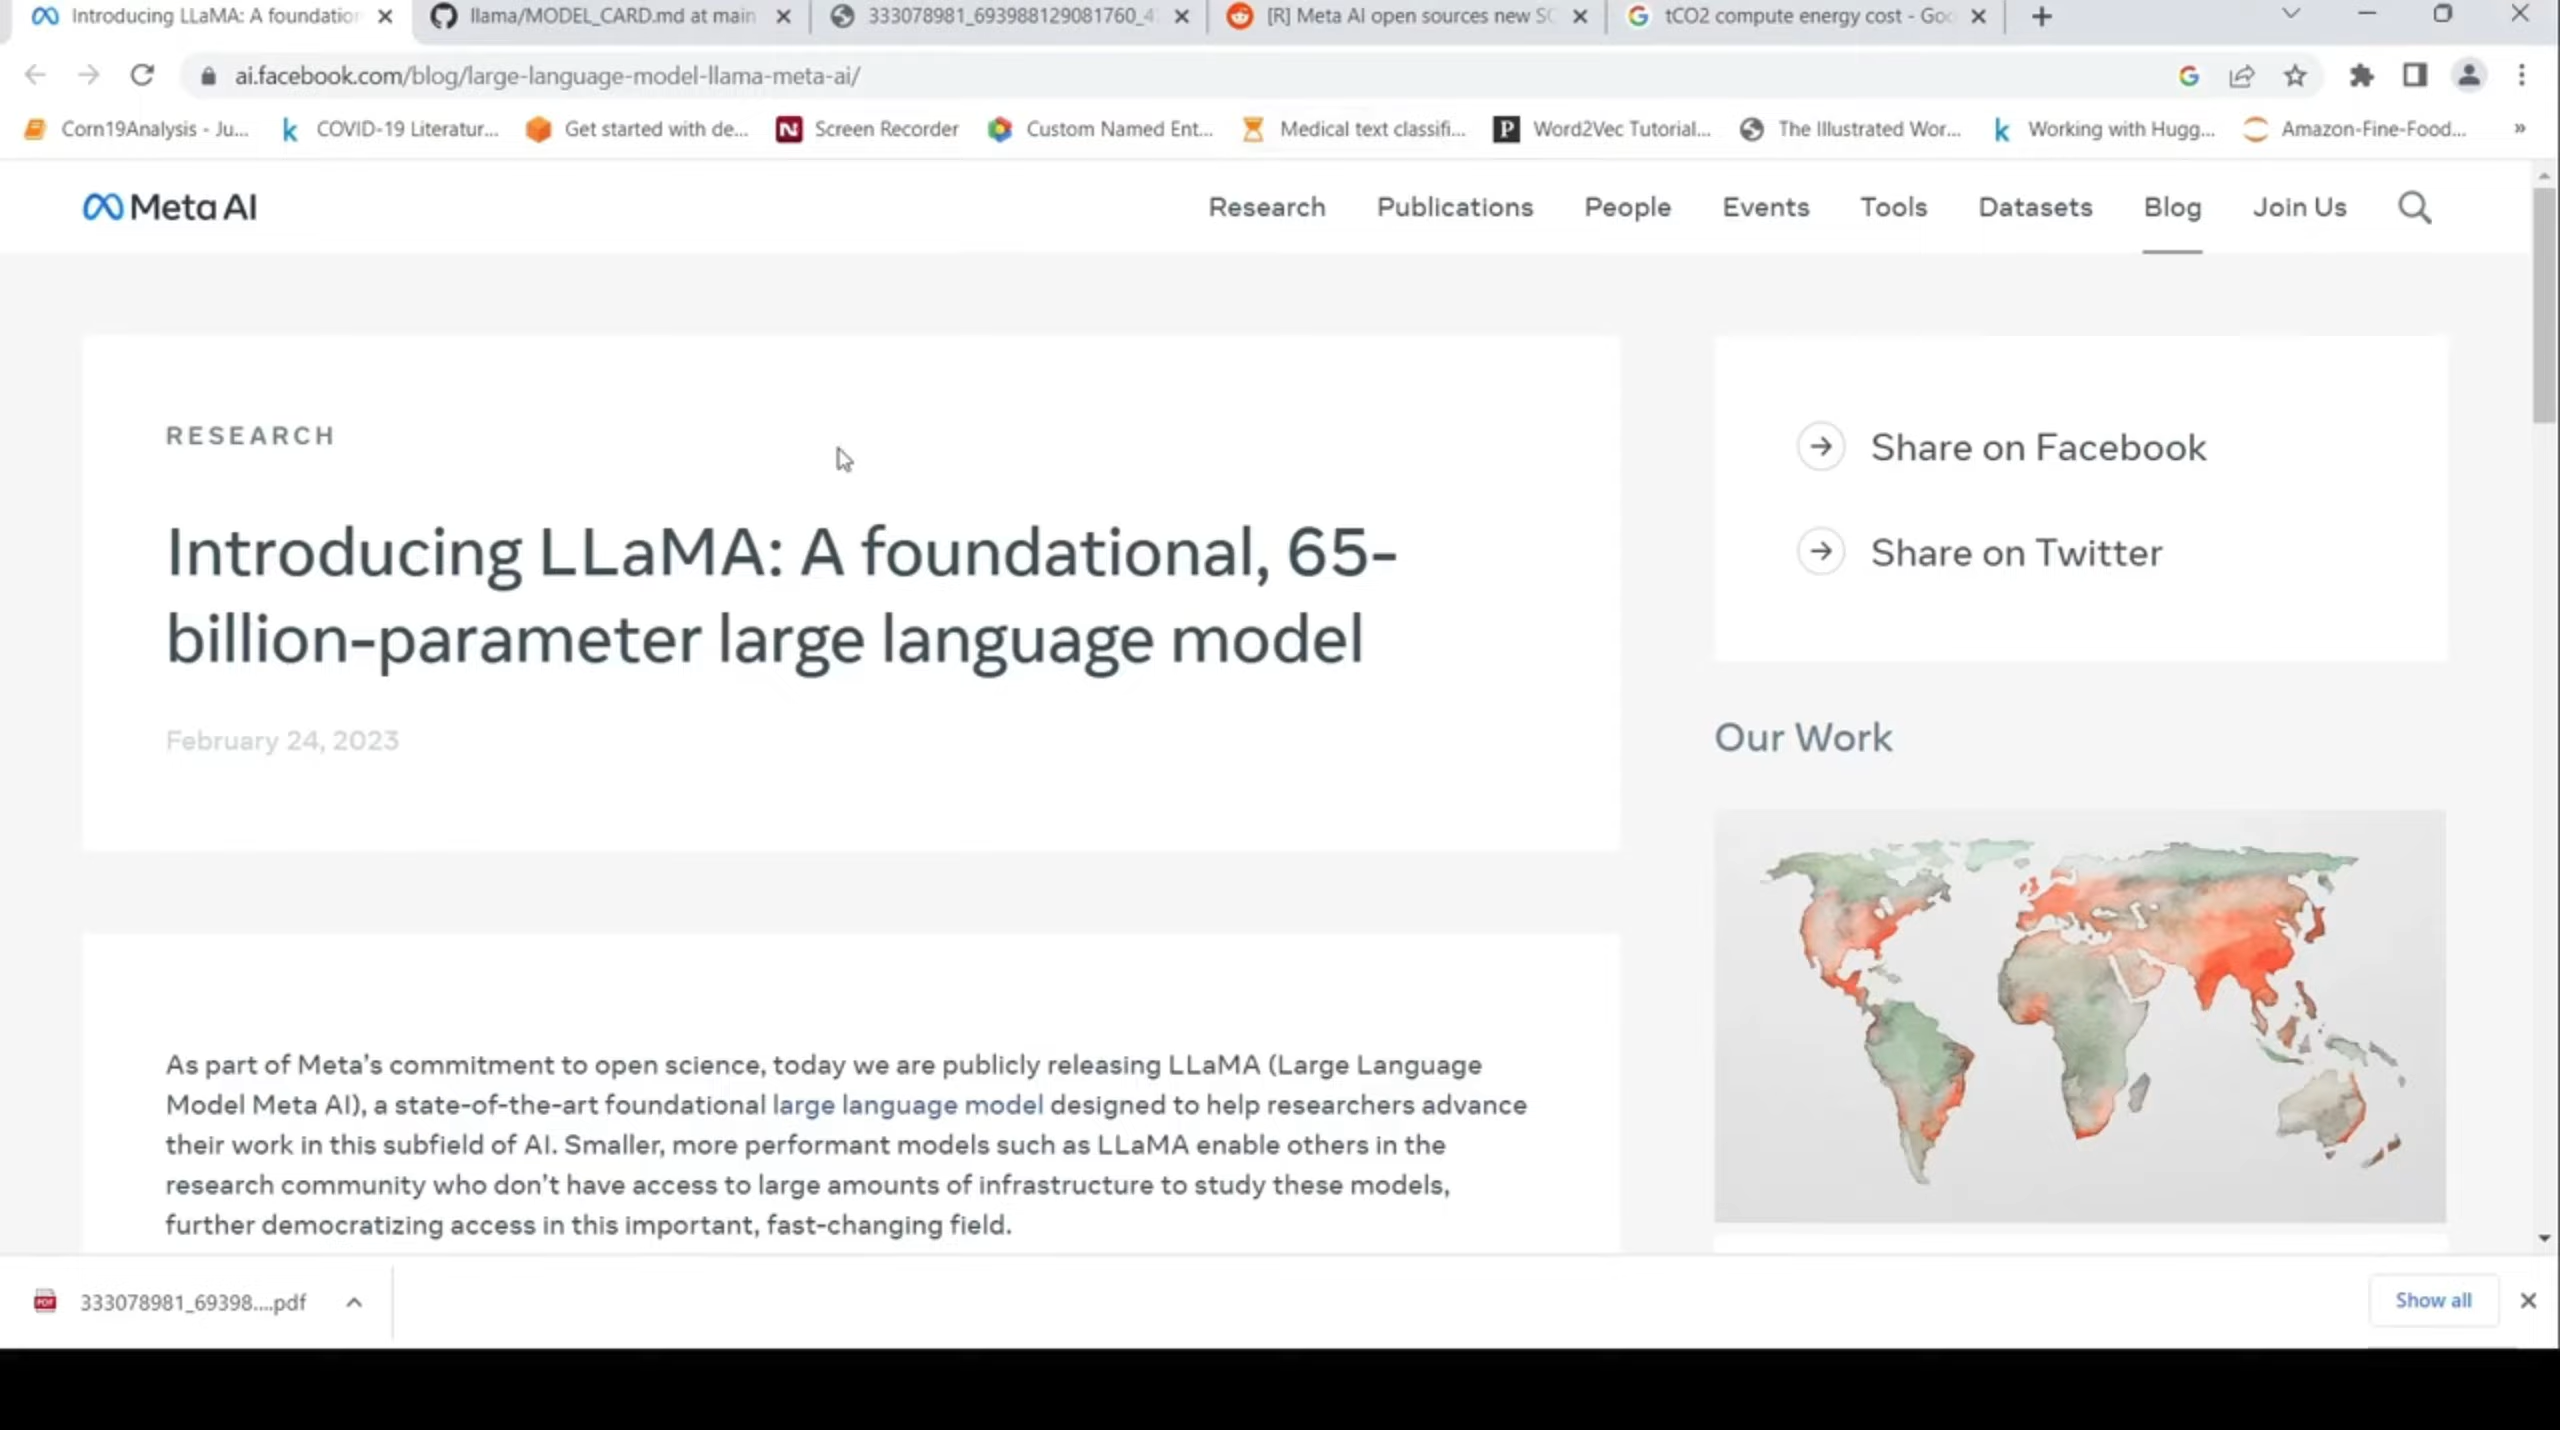 Introducing LLaMA: A foundation
llama/MODEL_CARD.md at main
333078981_693988129081760_4
[R] Meta AI open sources new SO
tCO2 compute energy cost - Goo
ai.facebook.com/blog/large-language-model-llama-meta-ai/
Corn19Analysis - Ju...
COVID-19 Literatur...
Get started with de...
Screen Recorder
Custom Named Ent...
Medical text classifi...
Word2Vec Tutorial...
The Illustrated Wor...
Working with Hugg...
Amazon-Fine-Food...
»
Meta AI
Research
Publications
People
Events
Tools
Datasets
Blog
Join Us
RESEARCH
Introducing LLaMA: A foundational, 65-
billion-parameter large language model
February 24, 2023
As part of Meta's commitment to open science, today we are publicly releasing LLaMA (Large Language
Model Meta AI), a state-of-the-art foundational large language model designed to help researchers advance
their work in this subfield of AI. Smaller, more performant models such as LLaMA enable others in the
research community who don't have access to large amounts of infrastructure to study these models,
further democratizing access in this important, fast-changing field.
Share on Facebook
Share on Twitter
Our Work
PDF
333078981_69398....pdf
Show all